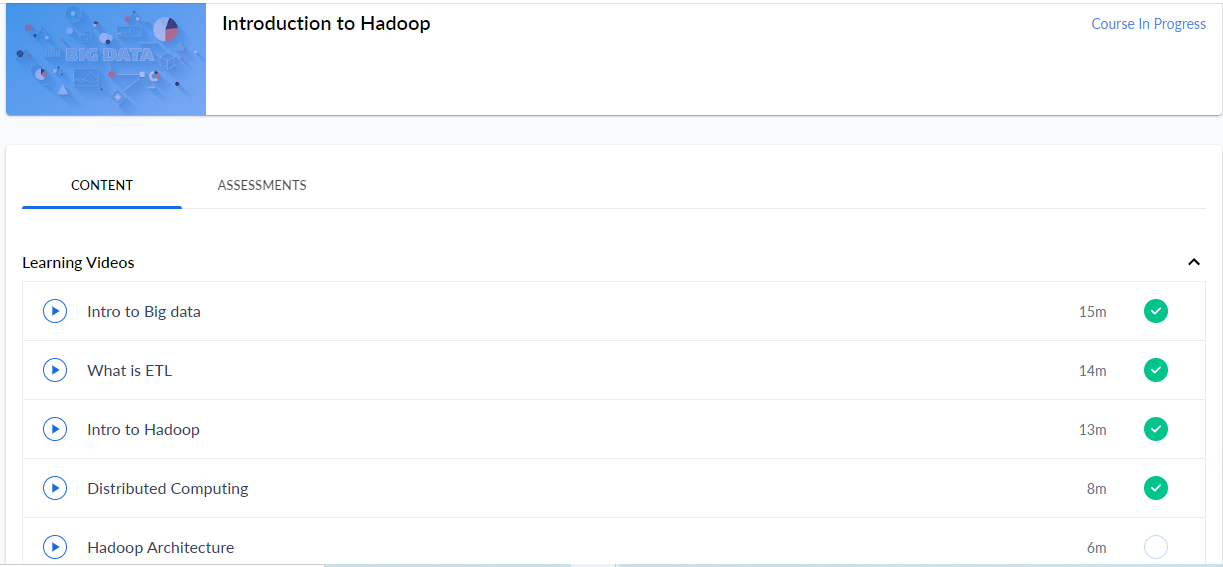 BIG DATA
Introduction to Hadoop
Course In Progress
CONTENT
ASSESSMENTS
Learning Videos
Intro to Big data 15m
What is ETL 14m
Intro to Hadoop 13m
Distributed Computing 8m
Hadoop Architecture 6m